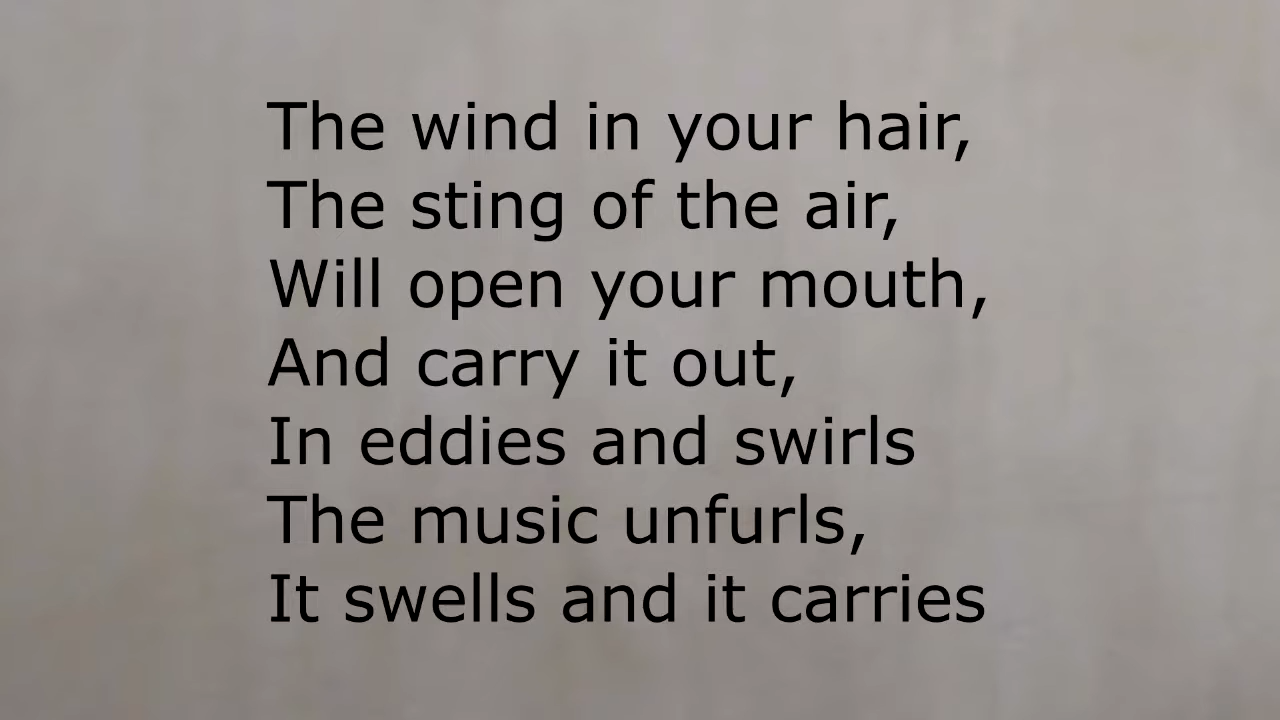 The wind in your hair,
The sting of the air,
Will open your mouth,
And carry it out,
In eddies and swirls
The music unfurls,
It swells and it carries